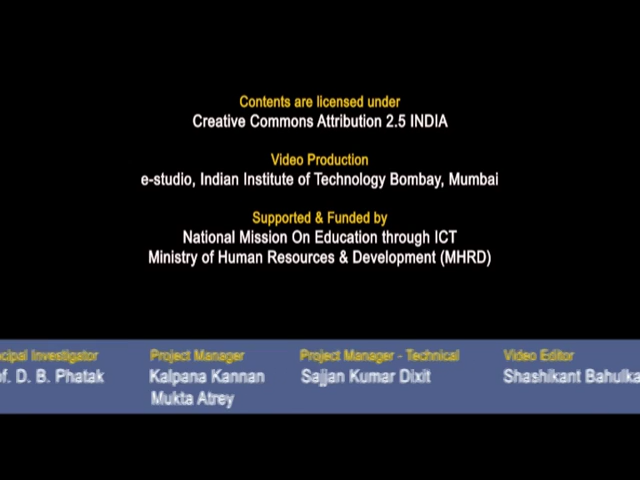 Contents are licensed under
Creative Commons Attribution 2.5 INDIA
Video Production
e-studio, Indian Institute of Technology Bombay, Mumbai
Supported & Funded by
National Mission On Education through ICT
Ministry of Human Resources & Development (MHRD)
Investigator Project Manager Project Manager - Technical Video Editor
D. B. Phatak Kalpana Kannan Sajjan Kumar Dixit Shashikant
Mukta Atrey